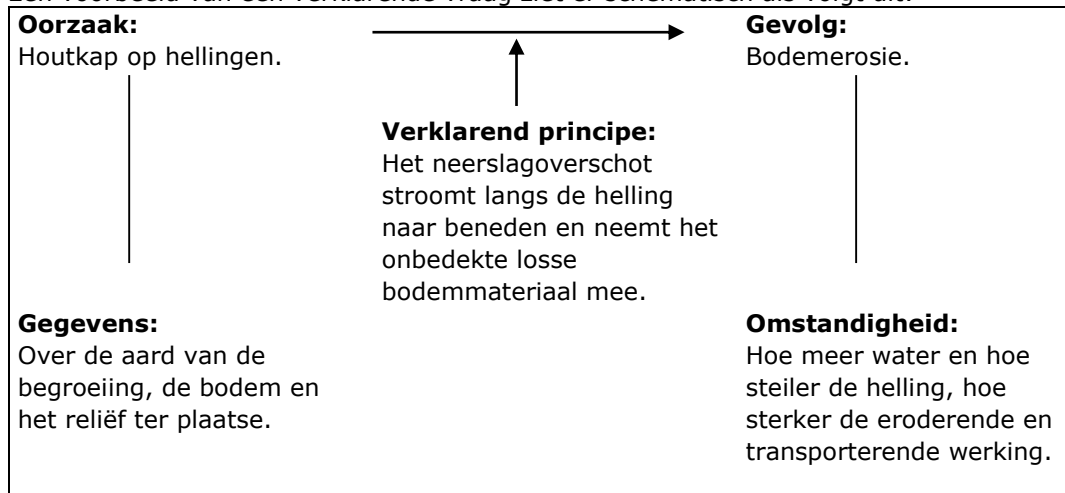 Een voorbeeld van een verklarende vraag ziet er schematisch als volgt uit:
Oorzaak:
Houtkap op hellingen.
Gevolg:
Bodemerosie.
Verklarend principe:
Het neerslagoverschot
stroomt langs de helling
naar beneden en neemt het
onbedekte losse
bodemmateriaal mee.
Gegevens:
Over de aard van de
begroeiing, de bodem en
het reliëf ter plaatse.
Omstandigheid:
Hoe meer water en hoe
steiler de helling, hoe
sterker de eroderende en
transporterende werking.